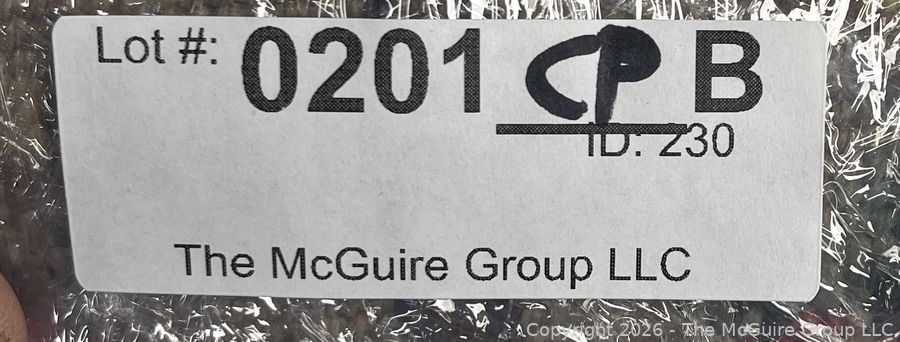 Lot #: 0201 CP B
ID: 230
The McGuire Group LLC
Copyright 2026 - The McGuire Group LLC